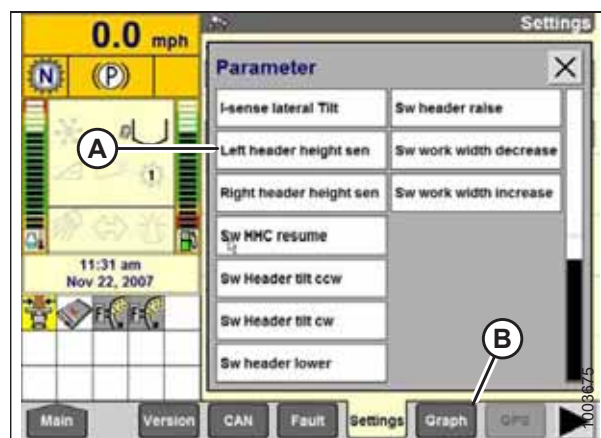 0.0 mph
Settings
N
(P)
Parameter
I-sense lateral Tilt
Sw header raise
A
Left header height sen
Sw work width decrease
1
Right header height sen
Sw work width increase
Sw HHC resume
11:31 am
Nov 22, 2007
Sw Header tilt ccw
F
F
Sw Header tilt cw
B
Sw header lower
Main
Version
CAN
Fault
Settings
Graph
GPS
1003675